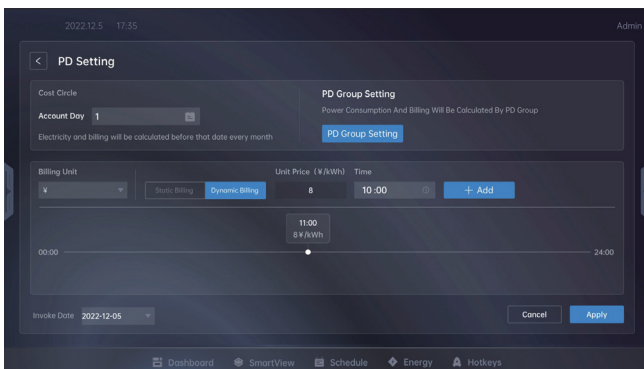 2022.12.5 17:35 Admin
< PD Setting
Cost Circle
Account Day 1
Electricity and billing will be calculated before that date every month
PD Group Setting
Power Consumption And Billing Will Be Calculated By PD Group
PD Group Setting
Billing Unit Unit Price (¥/kWh) Time
¥ Static Billing Dynamic Billing 8 10 :00 + Add
11:00
8¥/kWh
00:00 24:00
Invoke Date 2022-12-05 Cancel Apply
Dashboard SmartView Schedule Energy Hotkeys